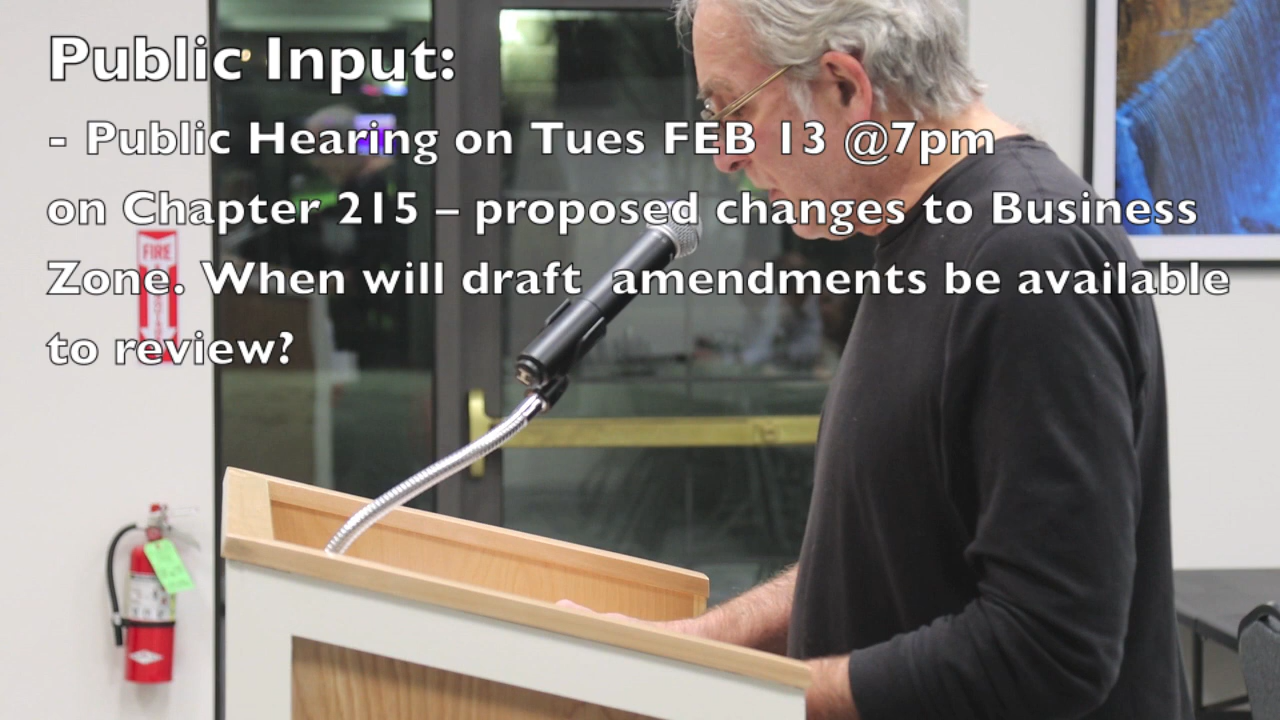 Public Input:
- Public Hearing on Tues FEB 13 @7pm
on Chapter 215 – proposed changes to Business
Zone. When will draft amendments be available
to review?
FIRE